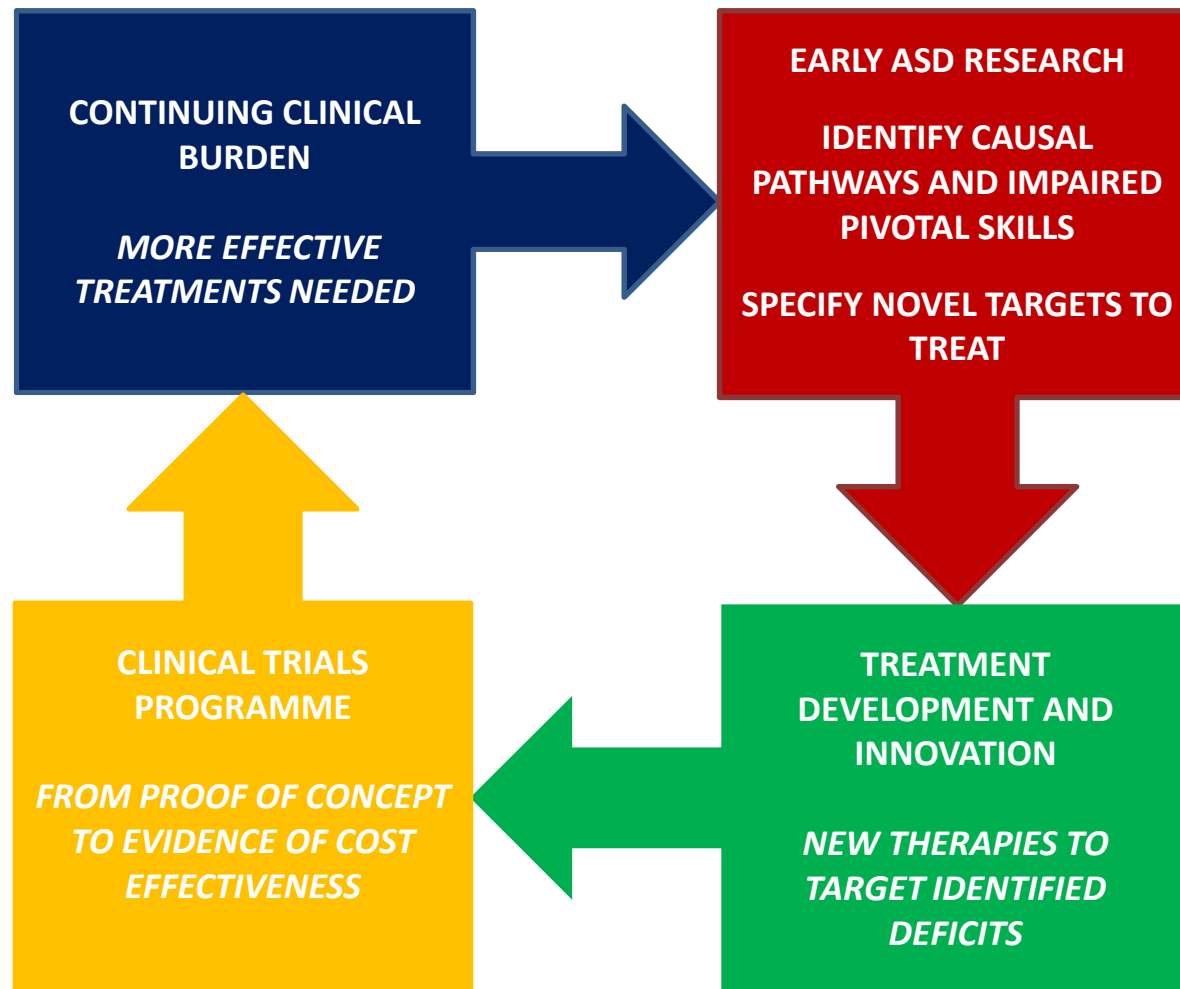 CONTINUING CLINICAL
BURDEN
MORE EFFECTIVE
TREATMENTS NEEDED
EARLY ASD RESEARCH
IDENTIFY CAUSAL
PATHWAYS AND IMPAIRED
PIVOTAL SKILLS
SPECIFY NOVEL TARGETS TO
TREAT
TREATMENT
DEVELOPMENT AND
INNOVATION
NEW THERAPIES TO
TARGET IDENTIFIED
DEFICITS
CLINICAL TRIALS
PROGRAMME
FROM PROOF OF CONCEPT
TO EVIDENCE OF COST
EFFECTIVENESS